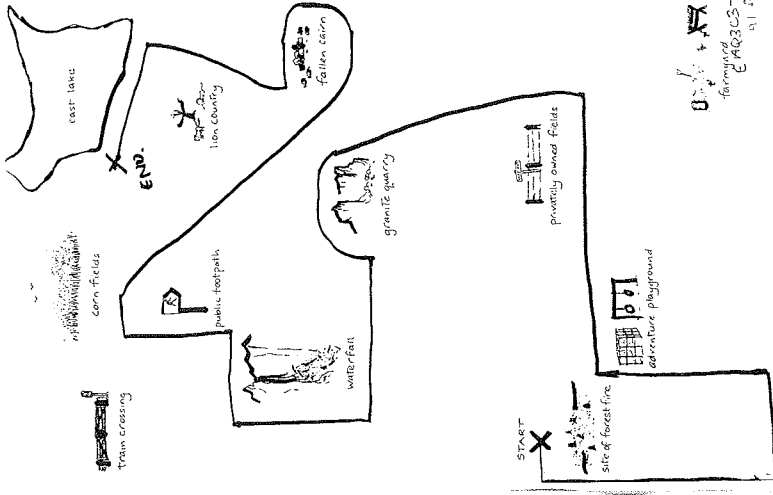 train crossing
corn fields
east lake
END.
public footpath
lion country
fallen cairn
waterfall
granite quarry
START
privately owned fields
site of forest fire
adventure playground
farmyard